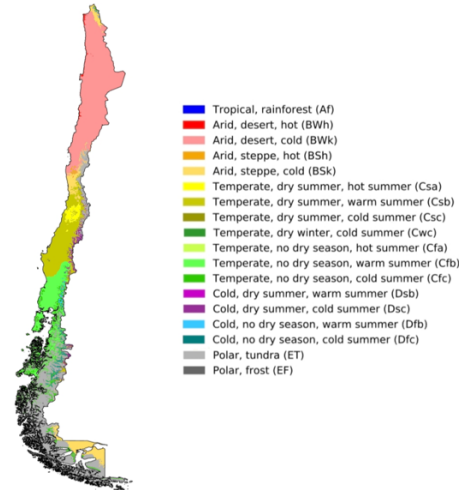 Tropical, rainforest (Af)
Arid, desert, hot (BWh)
Arid, desert, cold (BWk)
Arid, steppe, hot (BSh)
Arid, steppe, cold (BSk)
Temperate, dry summer, hot summer (Csa)
Temperate, dry summer, warm summer (Csb)
Temperate, dry summer, cold summer (Csc)
Temperate, dry winter, cold summer (Cwc)
Temperate, no dry season, hot summer (Cfa)
Temperate, no dry season, warm summer (Cfb)
Temperate, no dry season, cold summer (Cfc)
Cold, dry summer, warm summer (Dsb)
Cold, dry summer, cold summer (Dsc)
Cold, no dry season, warm summer (Dfb)
Cold, no dry season, cold summer (Dfc)
Polar, tundra (ET)
Polar, frost (EF)